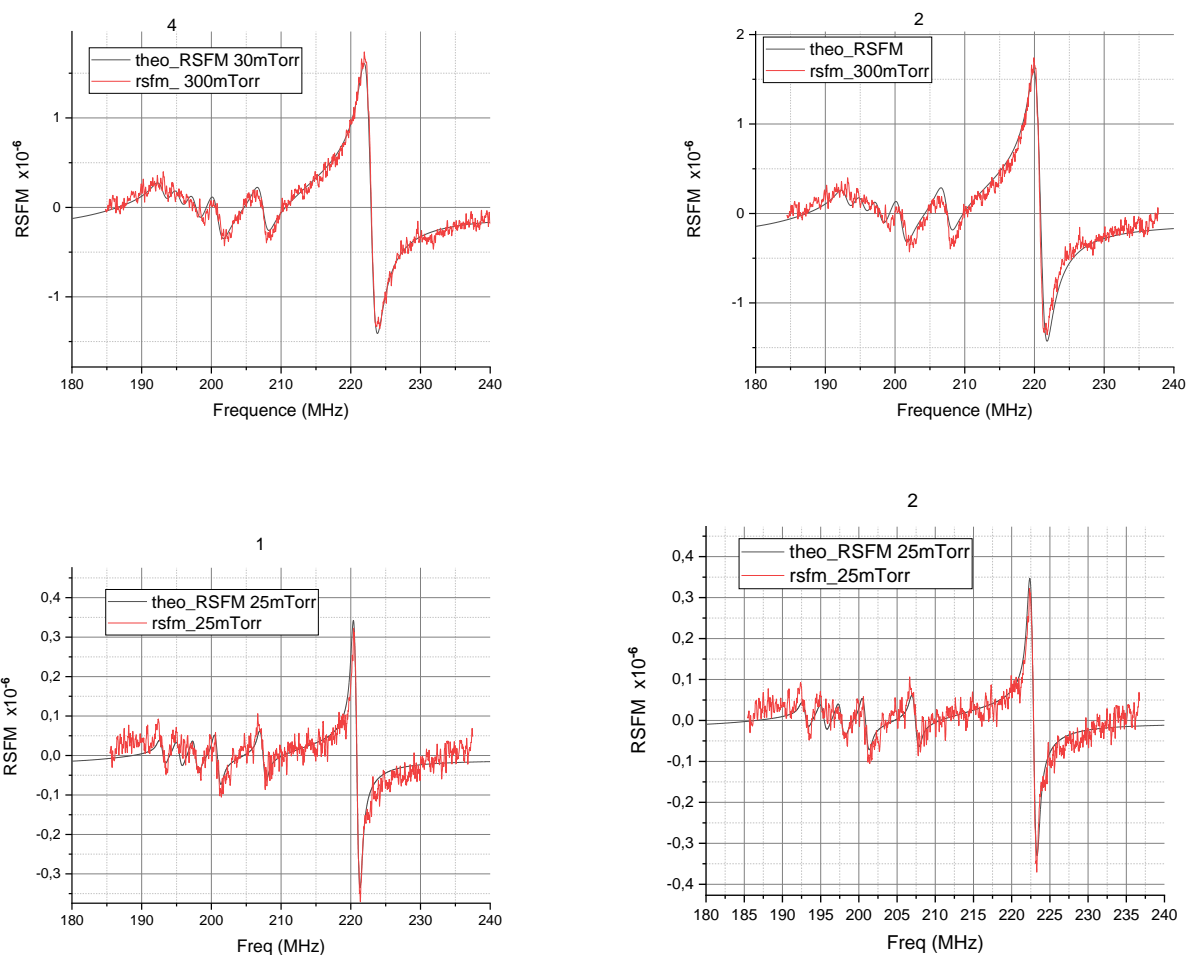 4
theo_RSFM 30mTorr
rsfm_ 300mTorr
1
0
-1
RSFM x10-6
180 190 200 210 220 230 240
Frequence (MHz)
2
theo_RSFM
rsfm_300mTorr
2
1
0
-1
RSFM x10-6
180 190 200 210 220 230 240
Frequence (MHz)
1
theo_RSFM 25mTorr
rsfm_25mTorr
0,4
0,3
0,2
0,1
0,0
-0,1
-0,2
-0,3
RSFM x10-6
180 190 200 210 220 230 240
Freq (MHz)
2
theo_RSFM 25mTorr
rsfm_25mTorr
0,4
0,3
0,2
0,1
0,0
-0,1
-0,2
-0,3
-0,4
RSFM x10-6
180 185 190 195 200 205 210 215 220 225 230 235 240
Freq (MHz)